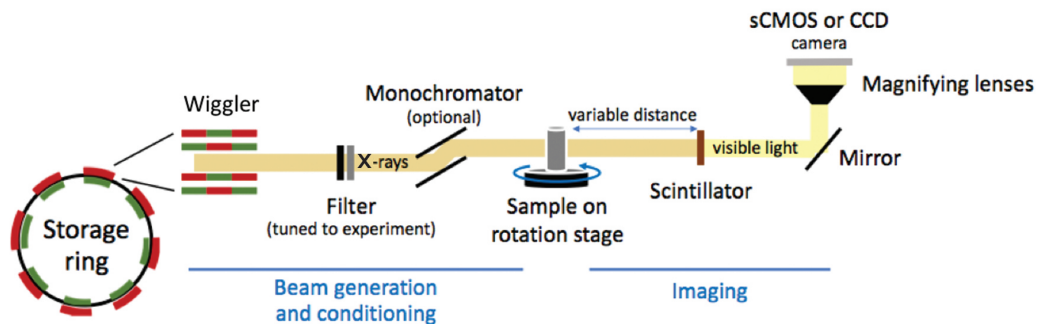 sCMOS or CCD
camera
Magnifying lenses
Wiggler
Monochromator
(optional)
variable distance
X-rays
visible light
Mirror
Scintillator
Filter
(tuned to experiment)
Sample on
rotation stage
Storage
ring
Beam generation
and conditioning
Imaging